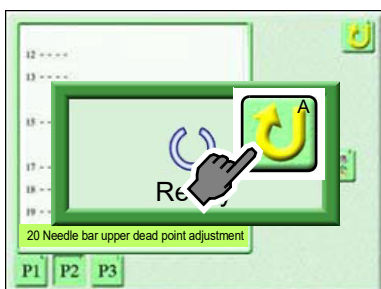 12 ----
13 ----
A
15 --
17 -
18 --
19 --
20 Needle bar upper dead point adjustment
P1 P2 P3